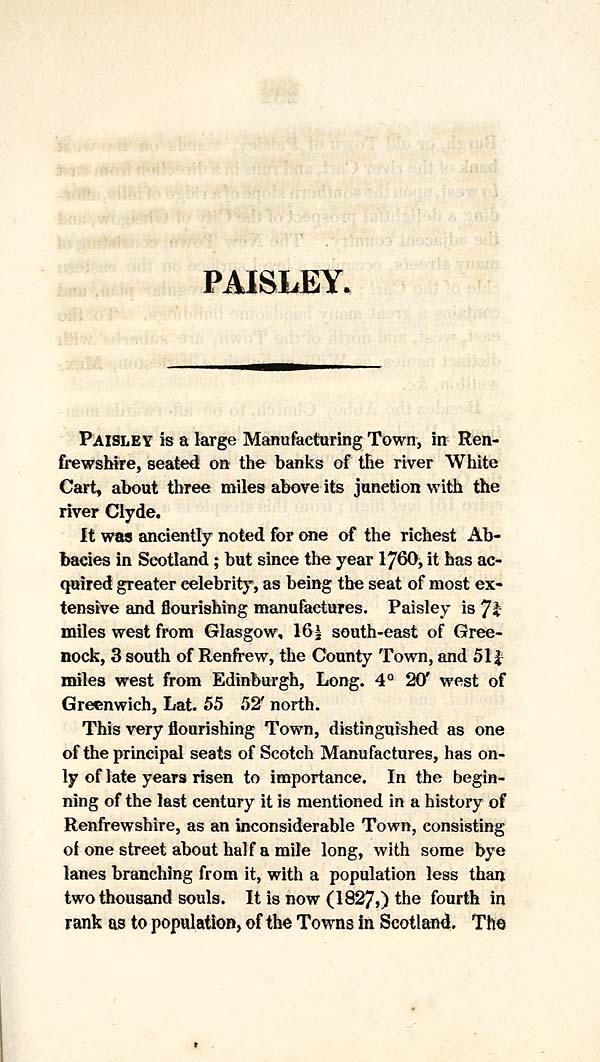 PAISLEY.
PAISLEY is a large Manufacturing Town, in Ren-
frewshire, seated on the banks of the river White
Cart, about three miles above its junction with the
river Clyde.
It was anciently noted for one of the richest Ab-
bacies in Scotland ; but since the year 1760, it has ac-
quired greater celebrity, as being the seat of most ex-
tensive and flourishing manufactures. Paisley is 7¾
miles west from Glasgow, 16½ south-east of Gree-
nock, 3 south of Renfrew, the County Town, and 51¾
miles west from Edinburgh, Long. 4° 20′ west of
Greenwich, Lat. 55 52′ north.
This very flourishing Town, distinguished as one
of the principal seats of Scotch Manufactures, has on-
ly of late years risen to importance. In the begin-
ning of the last century it is mentioned in a history of
Renfrewshire, as an inconsiderable Town, consisting
of one street about half a mile long, with some bye
lanes branching from it, with a population less than
two thousand souls. It is now (1827,) the fourth in
rank as to population, of the Towns in Scotland. The